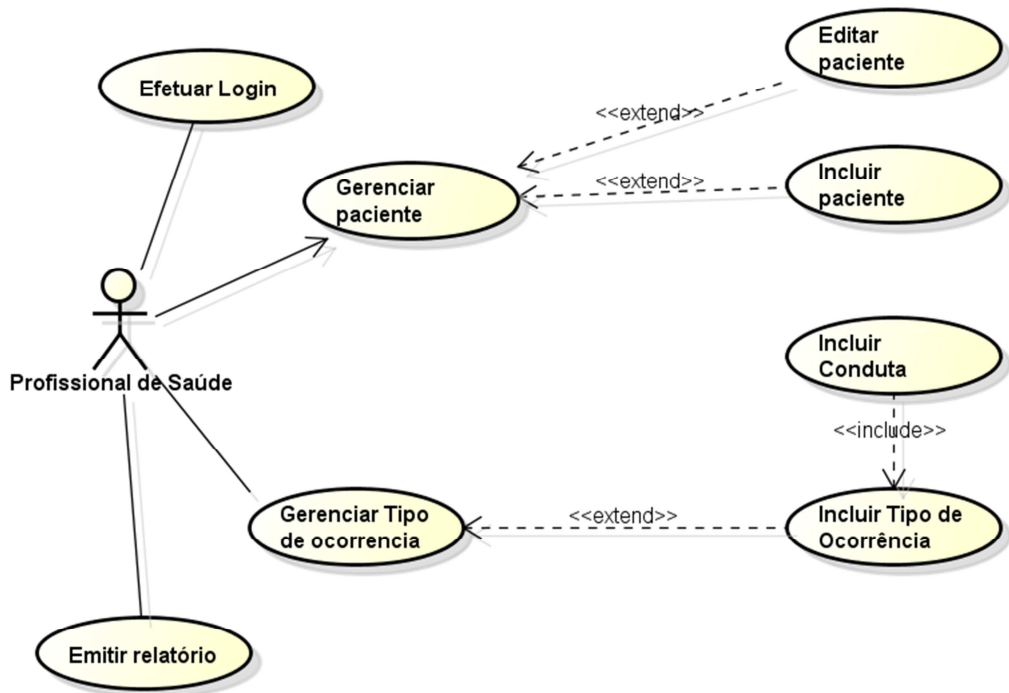 Editar
paciente
Efetuar Login
<<extend>>
Incluir
paciente
<<extend>>
Gerenciar
paciente
Incluir
Conduta
Profissional de Saúde
<<include>>
Gerenciar Tipo
de ocorrencia
<<extend>>
Incluir Tipo de
Ocorrência
Emitir relatório